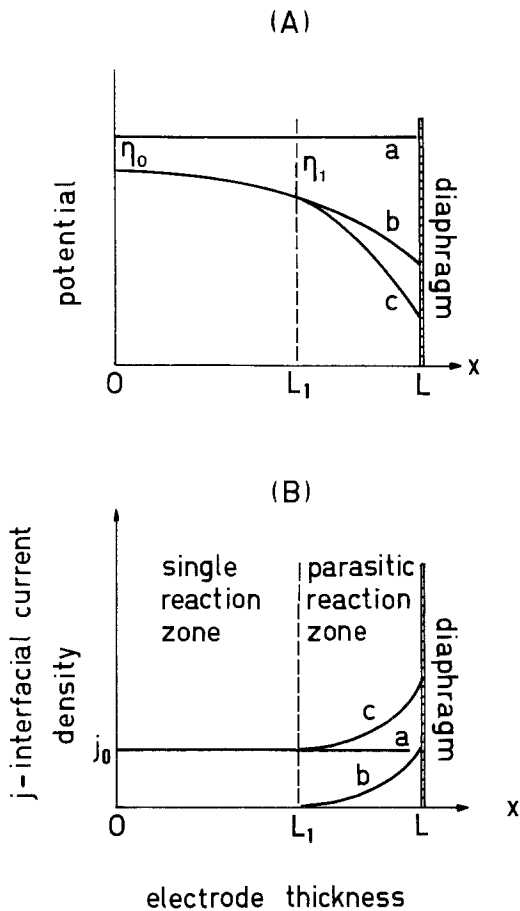 (A)
potential
η₀
η₁
a
b
c
diaphragm
O
L₁
L
x
(B)
j-interfacial current
density
single
reaction
zone
parasitic
reaction
zone
diaphragm
j₀
c
a
b
O
L₁
L
x
electrode thickness